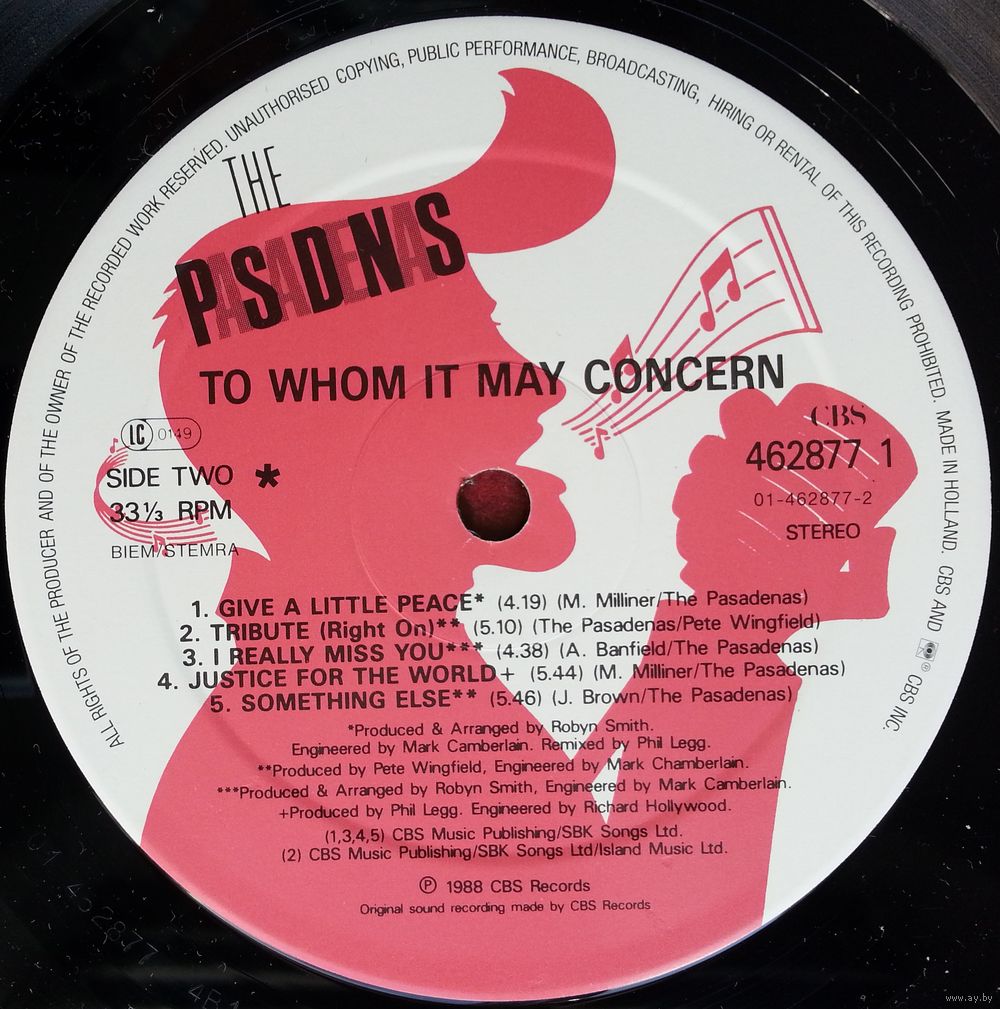 ALL RIGHTS OF THE PRODUCER AND OF THE OWNER OF THE RECORDED WORK RESERVED. UNAUTHORISED COPYING, PUBLIC PERFORMANCE, BROADCASTING, HIRING OR RENTAL OF THIS RECORDING PROHIBITED. MADE IN HOLLAND. CBS AND ® CBS INC.
THE
PASADENAS
PSDNS
TO WHOM IT MAY CONCERN
LC 0149
SIDE TWO *
33⅓ RPM
BIEM/STEMRA
CBS
462877 1
01-462877-2
STEREO
1. GIVE A LITTLE PEACE* (4.19) (M. Milliner/The Pasadenas)
2. TRIBUTE (Right On)** (5.10) (The Pasadenas/Pete Wingfield)
3. I REALLY MISS YOU*** (4.38) (A. Banfield/The Pasadenas)
4. JUSTICE FOR THE WORLD+ (5.44) (M. Milliner/The Pasadenas)
5. SOMETHING ELSE** (5.46) (J. Brown/The Pasadenas)
*Produced & Arranged by Robyn Smith.
Engineered by Mark Camberlain. Remixed by Phil Legg.
**Produced by Pete Wingfield, Engineered by Mark Chamberlain.
***Produced & Arranged by Robyn Smith, Engineered by Mark Camberlain.
+Produced by Phil Legg. Engineered by Richard Hollywood.
(1,3,4,5) CBS Music Publishing/SBK Songs Ltd.
(2) CBS Music Publishing/SBK Songs Ltd/Island Music Ltd.
℗ 1988 CBS Records
Original sound recording made by CBS Records
www.ay.by